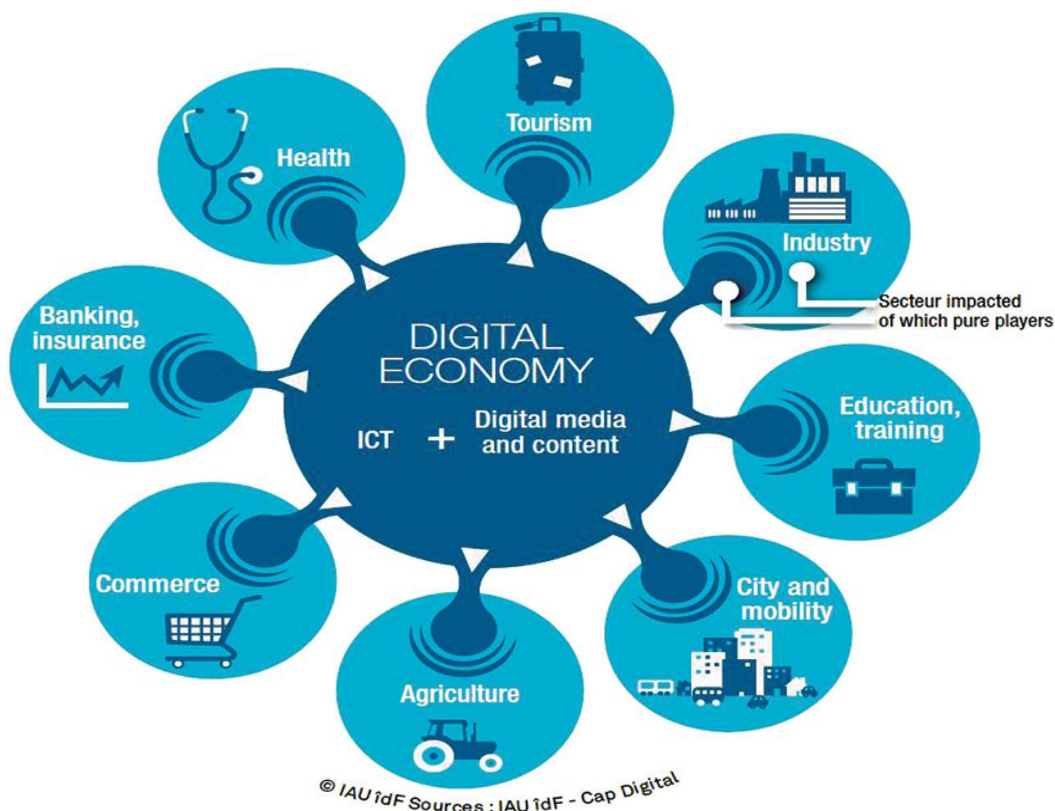 Tourism
Health
Industry
Secteur impacted
of which pure players
Banking,
insurance
DIGITAL
ECONOMY
ICT + Digital media
and content
Education,
training
Commerce
City and
mobility
Agriculture
© IAU îdF Sources : IAU îdF - Cap Digital